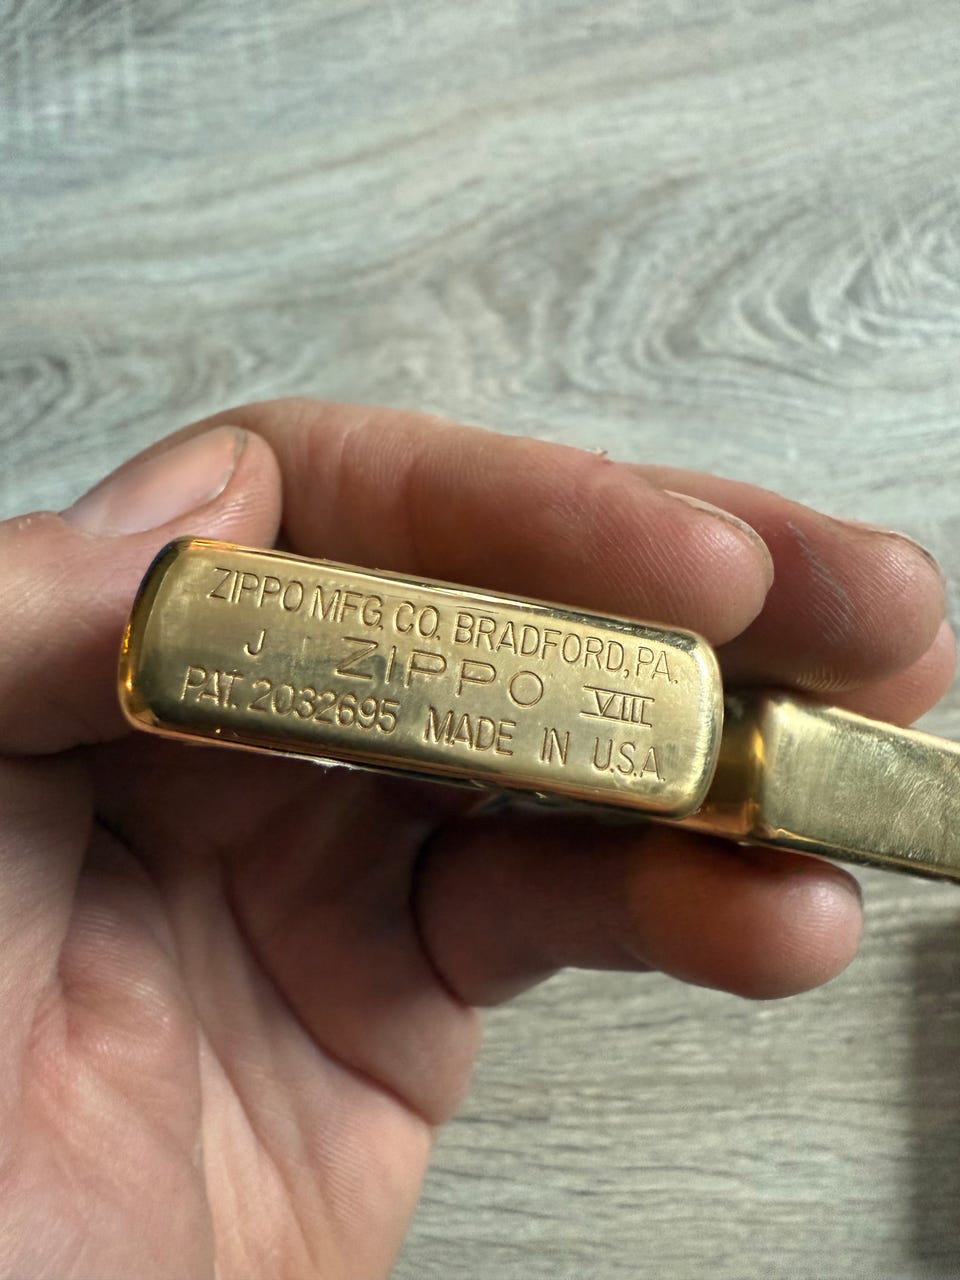 ZIPPO MFG. CO. BRADFORD, PA.
J ZIPPO VIII
PAT. 2032695 MADE IN U.S.A.